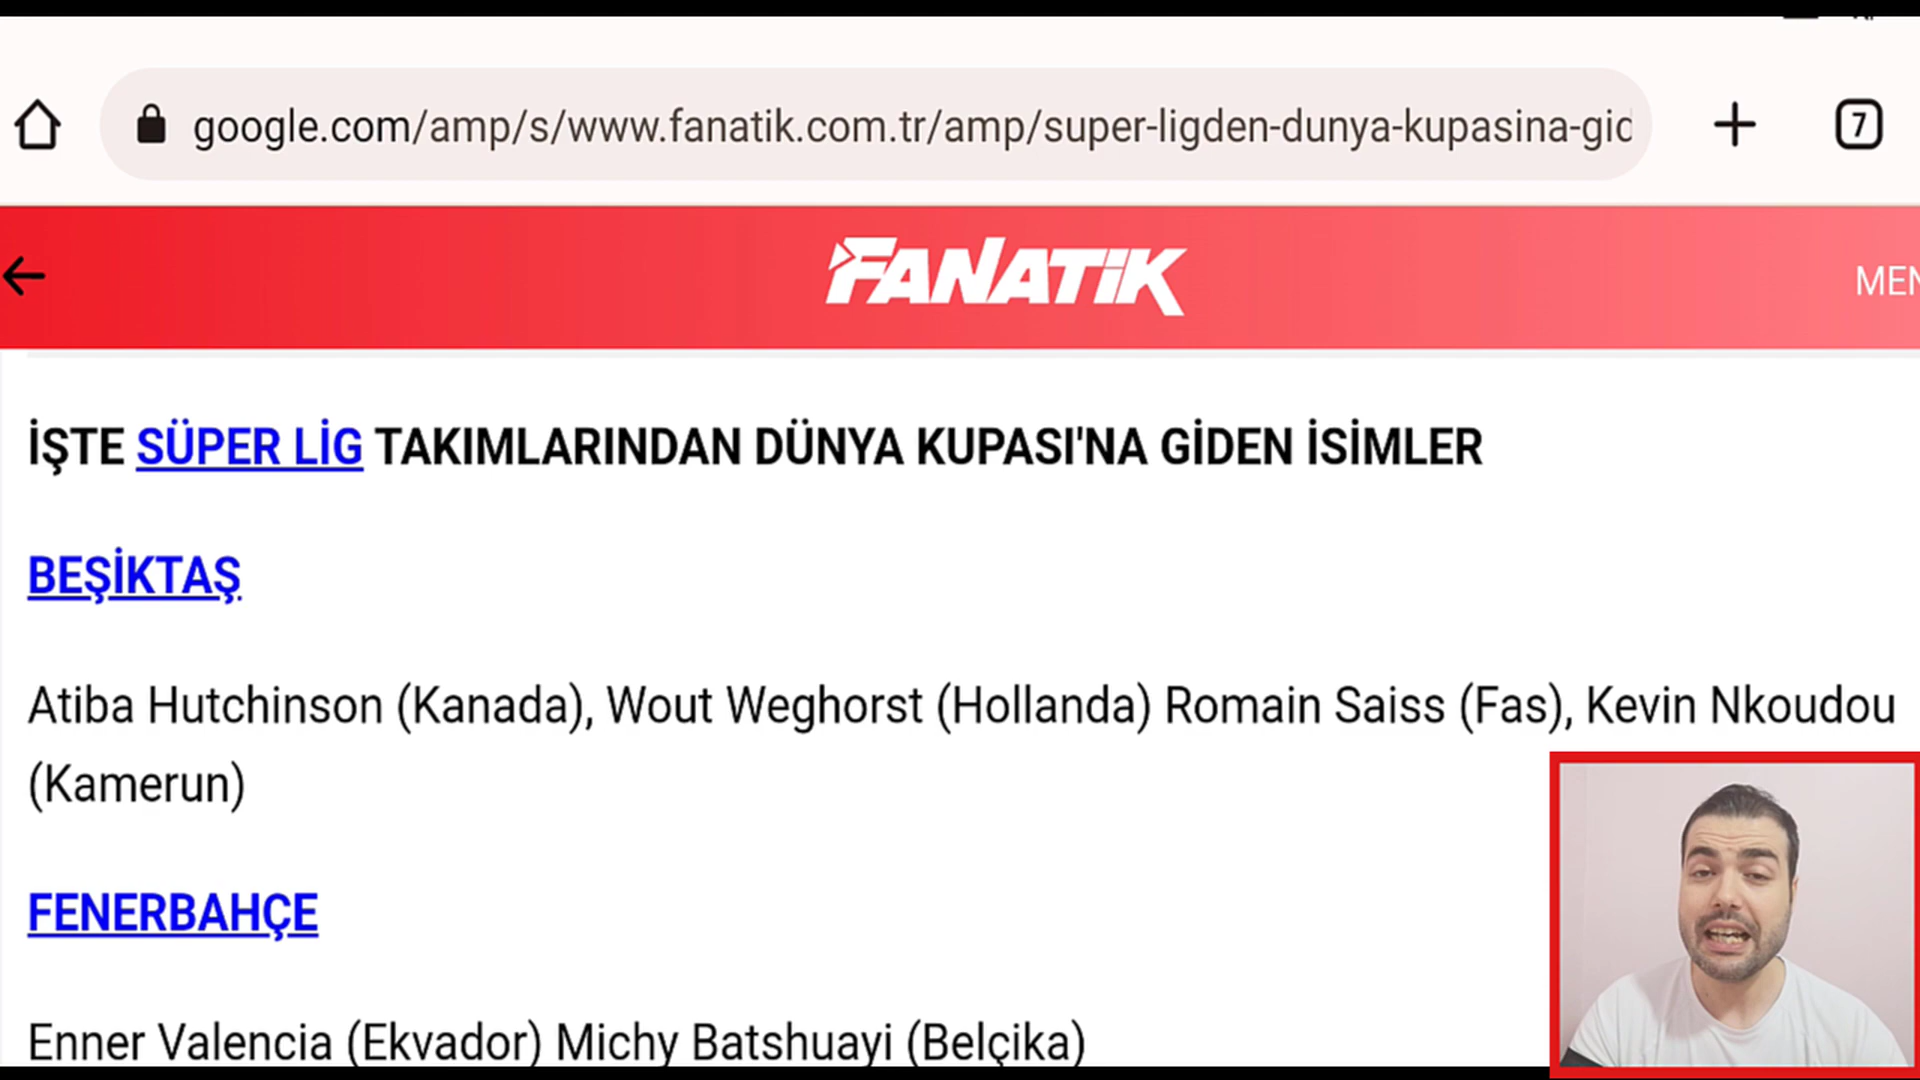 google.com/amp/s/www.fanatik.com.tr/amp/super-ligden-dunya-kupasina-gid
7
FANATİK
MEN
İŞTE SÜPER LİG TAKIMLARINDAN DÜNYA KUPASI'NA GİDEN İSİMLER
BEŞİKTAŞ
Atiba Hutchinson (Kanada), Wout Weghorst (Hollanda) Romain Saiss (Fas), Kevin Nkoudou
(Kamerun)
FENERBAHÇE
Enner Valencia (Ekvador) Michy Batshuayi (Belçika)